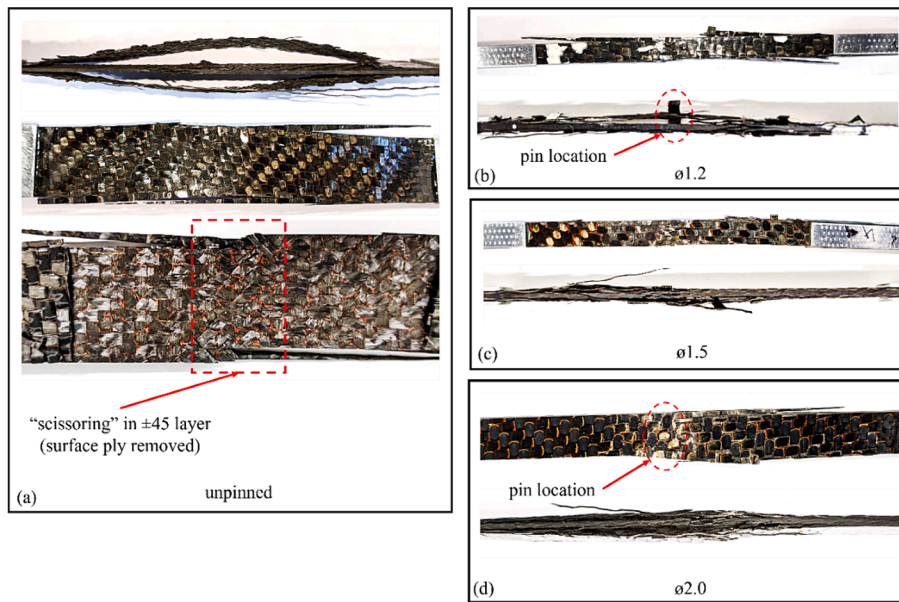 “scissoring” in ±45 layer
(surface ply removed)
(a)
unpinned
pin location
(b)
ø1.2
(c)
ø1.5
pin location
(d)
ø2.0